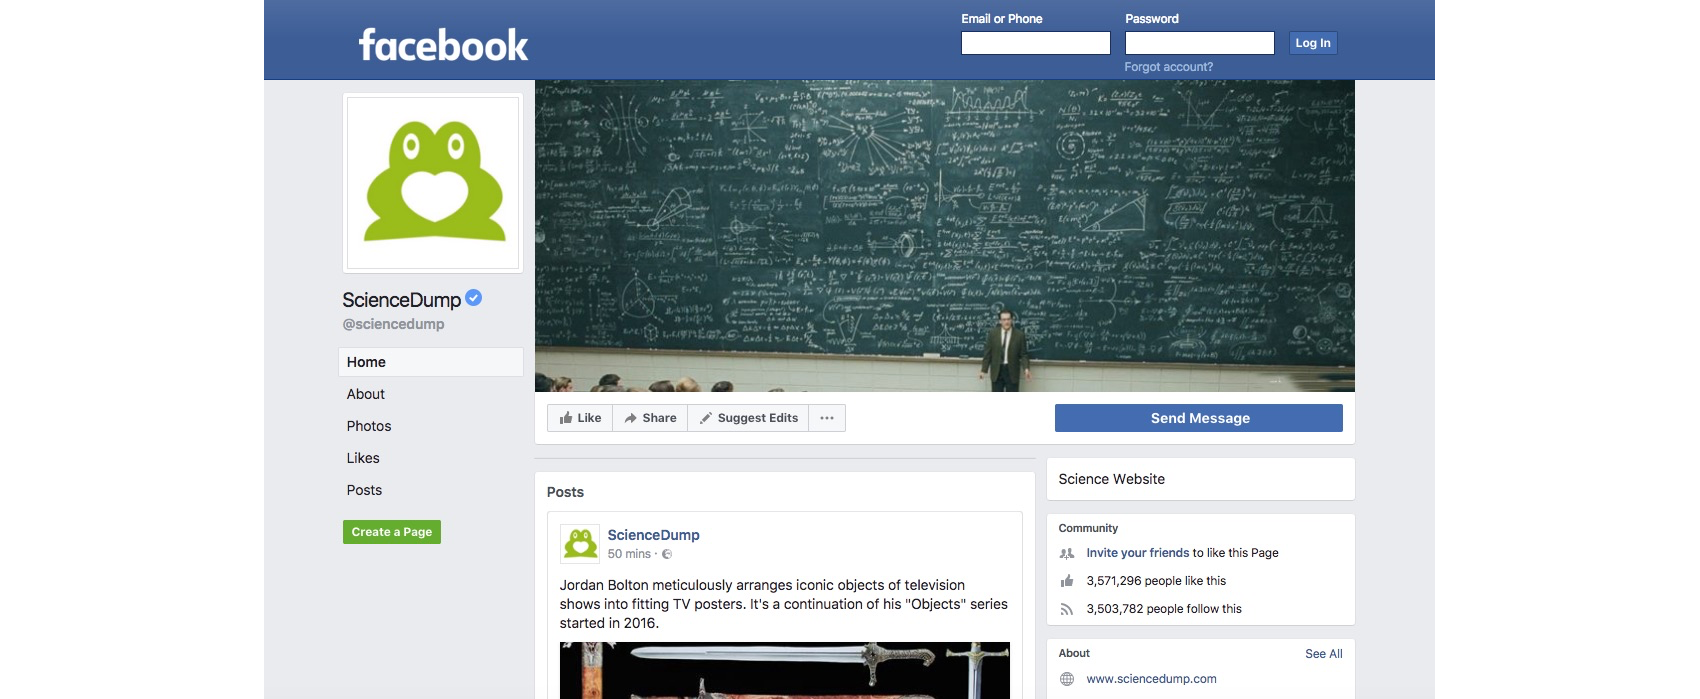 facebook
Email or Phone
Password
Log In
Forgot account?
ScienceDump
@sciencedump
Home
About
Photos
Likes
Posts
Create a Page
Like
Share
Suggest Edits
Send Message
Posts
ScienceDump
50 mins ·
Jordan Bolton meticulously arranges iconic objects of television
shows into fitting TV posters. It's a continuation of his "Objects" series
started in 2016.
Science Website
Community
Invite your friends to like this Page
3,571,296 people like this
3,503,782 people follow this
About
See All
www.sciencedump.com